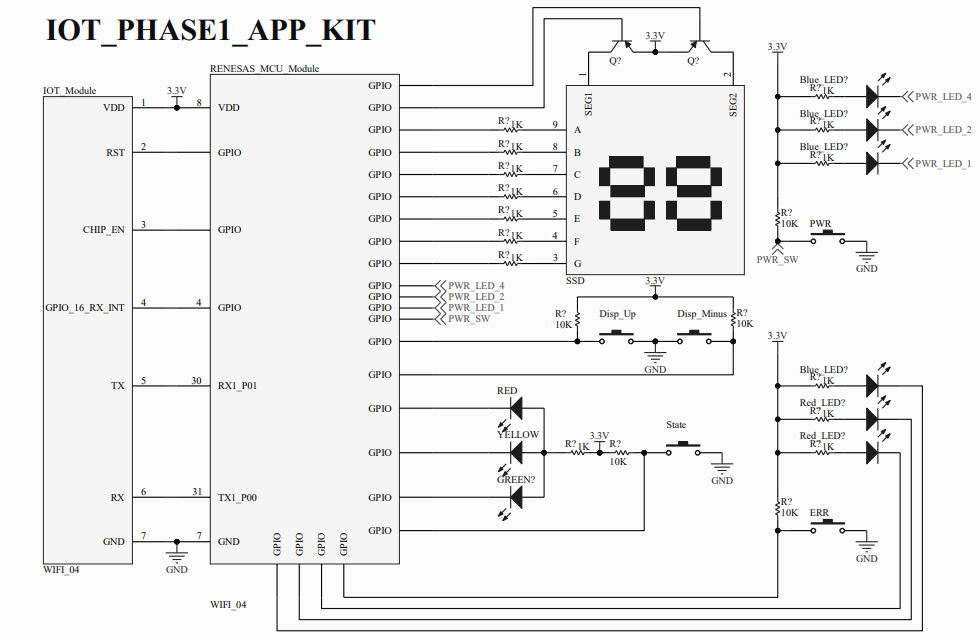 IOT_PHASE1_APP_KIT
IOT_Module
VDD 1
RST 2
CHIP_EN 3
GPIO_16_RX_INT 4
TX 5
RX 6
GND 7
WIFI_04
3.3V
GND
RENESAS_MCU_Module
8 VDD
GPIO
GPIO
4 GPIO
30 RX1_P01
31 TX1_P00
7 GND
GPIO
GPIO
GPIO
GPIO
WIFI_04
GPIO
GPIO
GPIO
GPIO
GPIO
GPIO
GPIO
GPIO
GPIO
GPIO PWR_LED_4
GPIO PWR_LED_2
GPIO PWR_LED_1
GPIO PWR_SW
GPIO
GPIO
GPIO
GPIO
GPIO
GPIO
3.3V
Q?
Q?
1
2
SEG1
SEG2
R? 1K 9 A
R? 1K 8 B
R? 1K 7 C
R? 1K 6 D
R? 1K 5 E
R? 1K 4 F
R? 1K 3 G
SSD
3.3V
R?
10K
Disp_Up
Disp_Minus
R?
10K
GND
RED
YELLOW
GREEN?
R? 1K
3.3V
R?
10K
State
GND
3.3V
Blue_LED?
R? 1K
PWR_LED_4
Blue_LED?
R? 1K
PWR_LED_2
Blue_LED?
R? 1K
PWR_LED_1
R?
10K
PWR
PWR_SW
GND
3.3V
Blue_LED?
R? 1K
Red_LED?
R? 1K
Red_LED?
R? 1K
R?
10K
ERR
GND